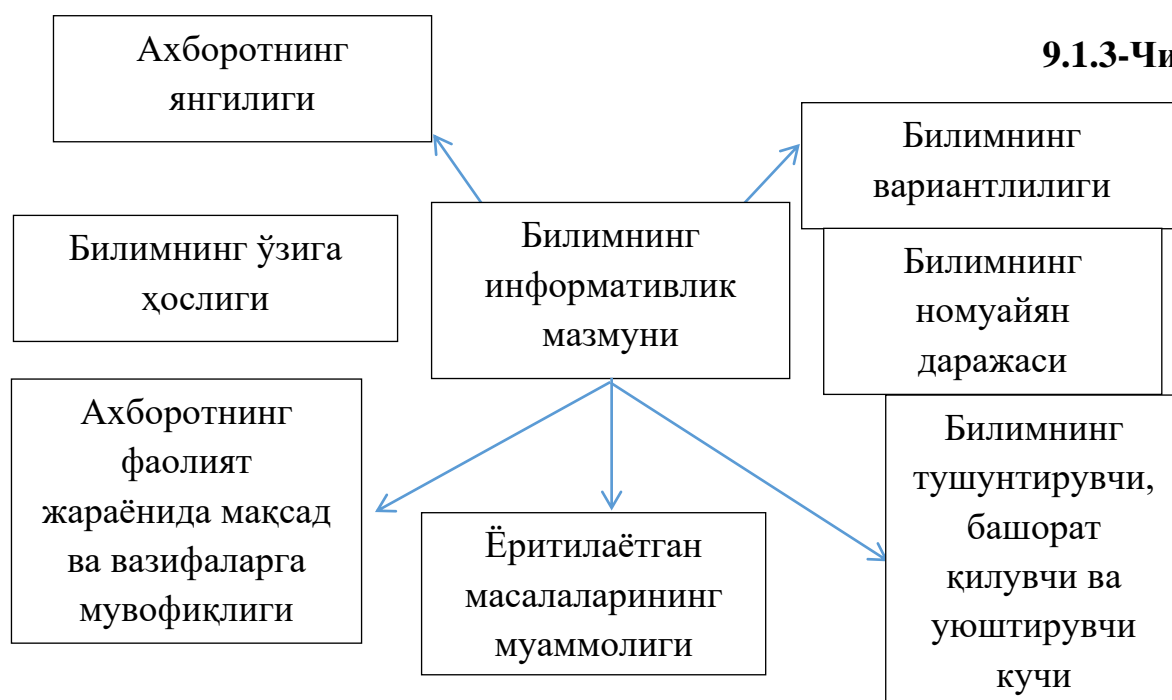 9.1.3-Чи
Ахборотнинг
янгилиги
Билимнинг
вариантлилиги
Билимнинг ўзига
ҳослиги
Билимнинг
информативлик
мазмуни
Билимнинг
номуайян
даражаси
Ахборотнинг
фаолият
жараёнида мақсад
ва вазифаларга
мувофиқлиги
Ёритилаётган
масалаларининг
муаммолиги
Билимнинг
тушунтирувчи,
башорат
қилувчи ва
уюштирувчи
кучи